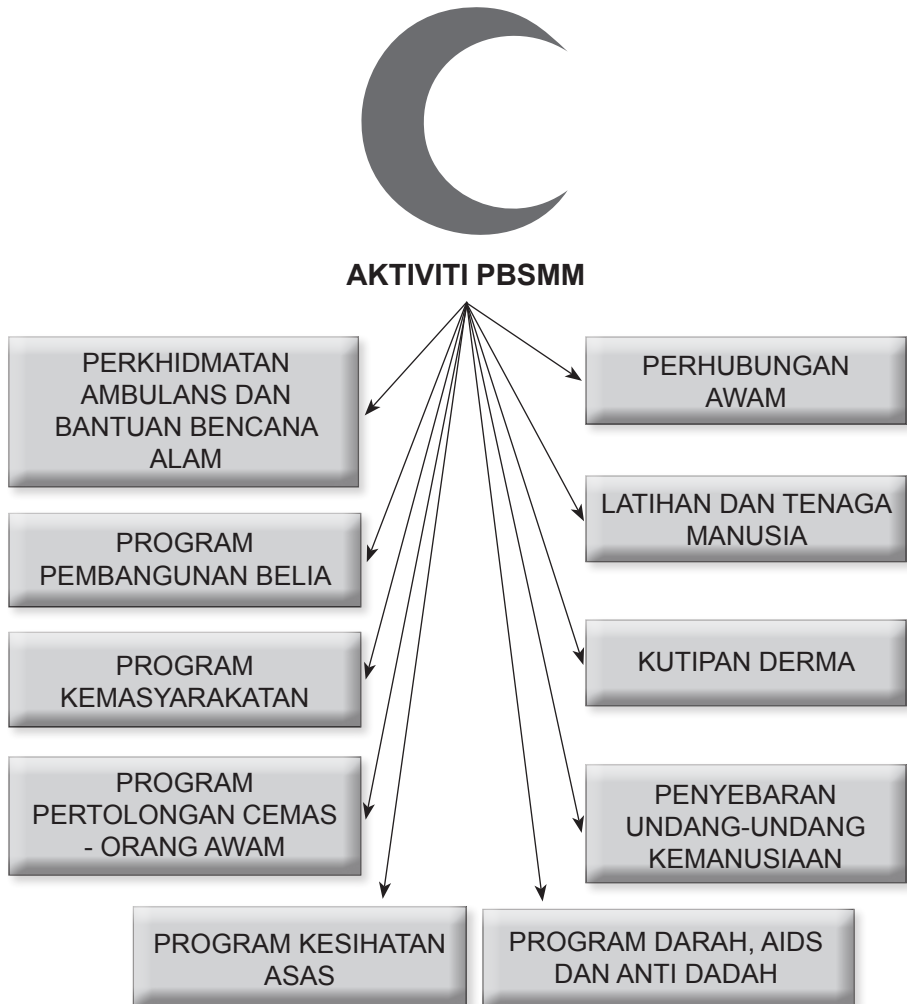 AKTIVITI PBSMM
PERKHIDMATAN
AMBULANS DAN
BANTUAN BENCANA
ALAM
PROGRAM
PEMBANGUNAN BELIA
PROGRAM
KEMASYARAKATAN
PROGRAM
PERTOLONGAN CEMAS
- ORANG AWAM
PROGRAM KESIHATAN
ASAS
PERHUBUNGAN
AWAM
LATIHAN DAN TENAGA
MANUSIA
KUTIPAN DERMA
PENYEBARAN
UNDANG-UNDANG
KEMANUSIAAN
PROGRAM DARAH, AIDS
DAN ANTI DADAH